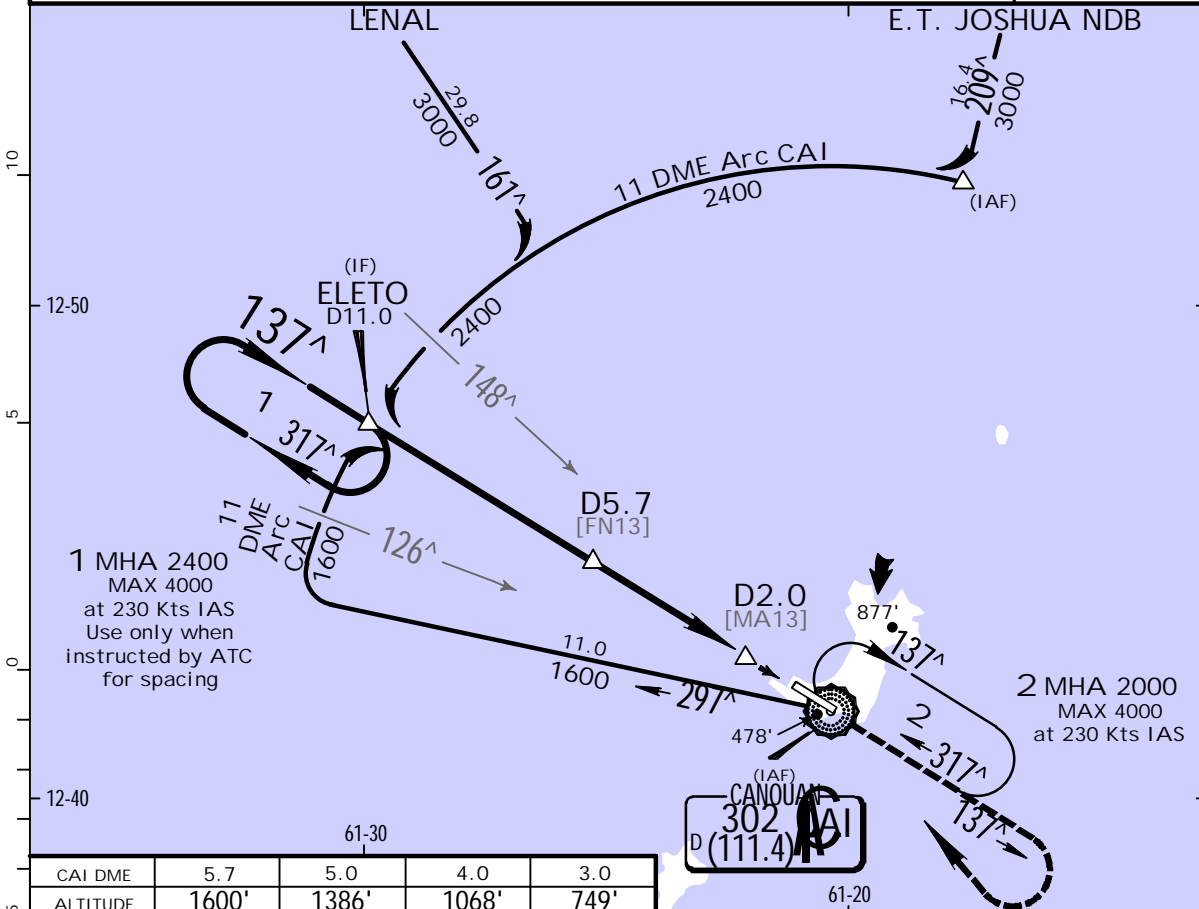 LENAL
E.T. JOSHUA NDB
29.8
3000
161^
16.4
209^
3000
10
11 DME Arc CAI
2400
(IAF)
12-50
(IF)
ELETO
D11.0
2400
137^
148^
5
1
317^
11
DME
Arc
CAI
1600
126^
D5.7
[FN13]
1 MHA 2400
MAX 4000
at 230 Kts IAS
Use only when
instructed by ATC
for spacing
D2.0
[MA13]
877'
137^
11.0
1600
297^
0
2 MHA 2000
MAX 4000
at 230 Kts IAS
2
317^
478'
(IAF)
CANOUAN
302 CAI
D (111.4)
137^
12-40
61-30
61-20
CAI DME 5.7 5.0 4.0 3.0
ALTITUDE 1600' 1386' 1068' 749'
5